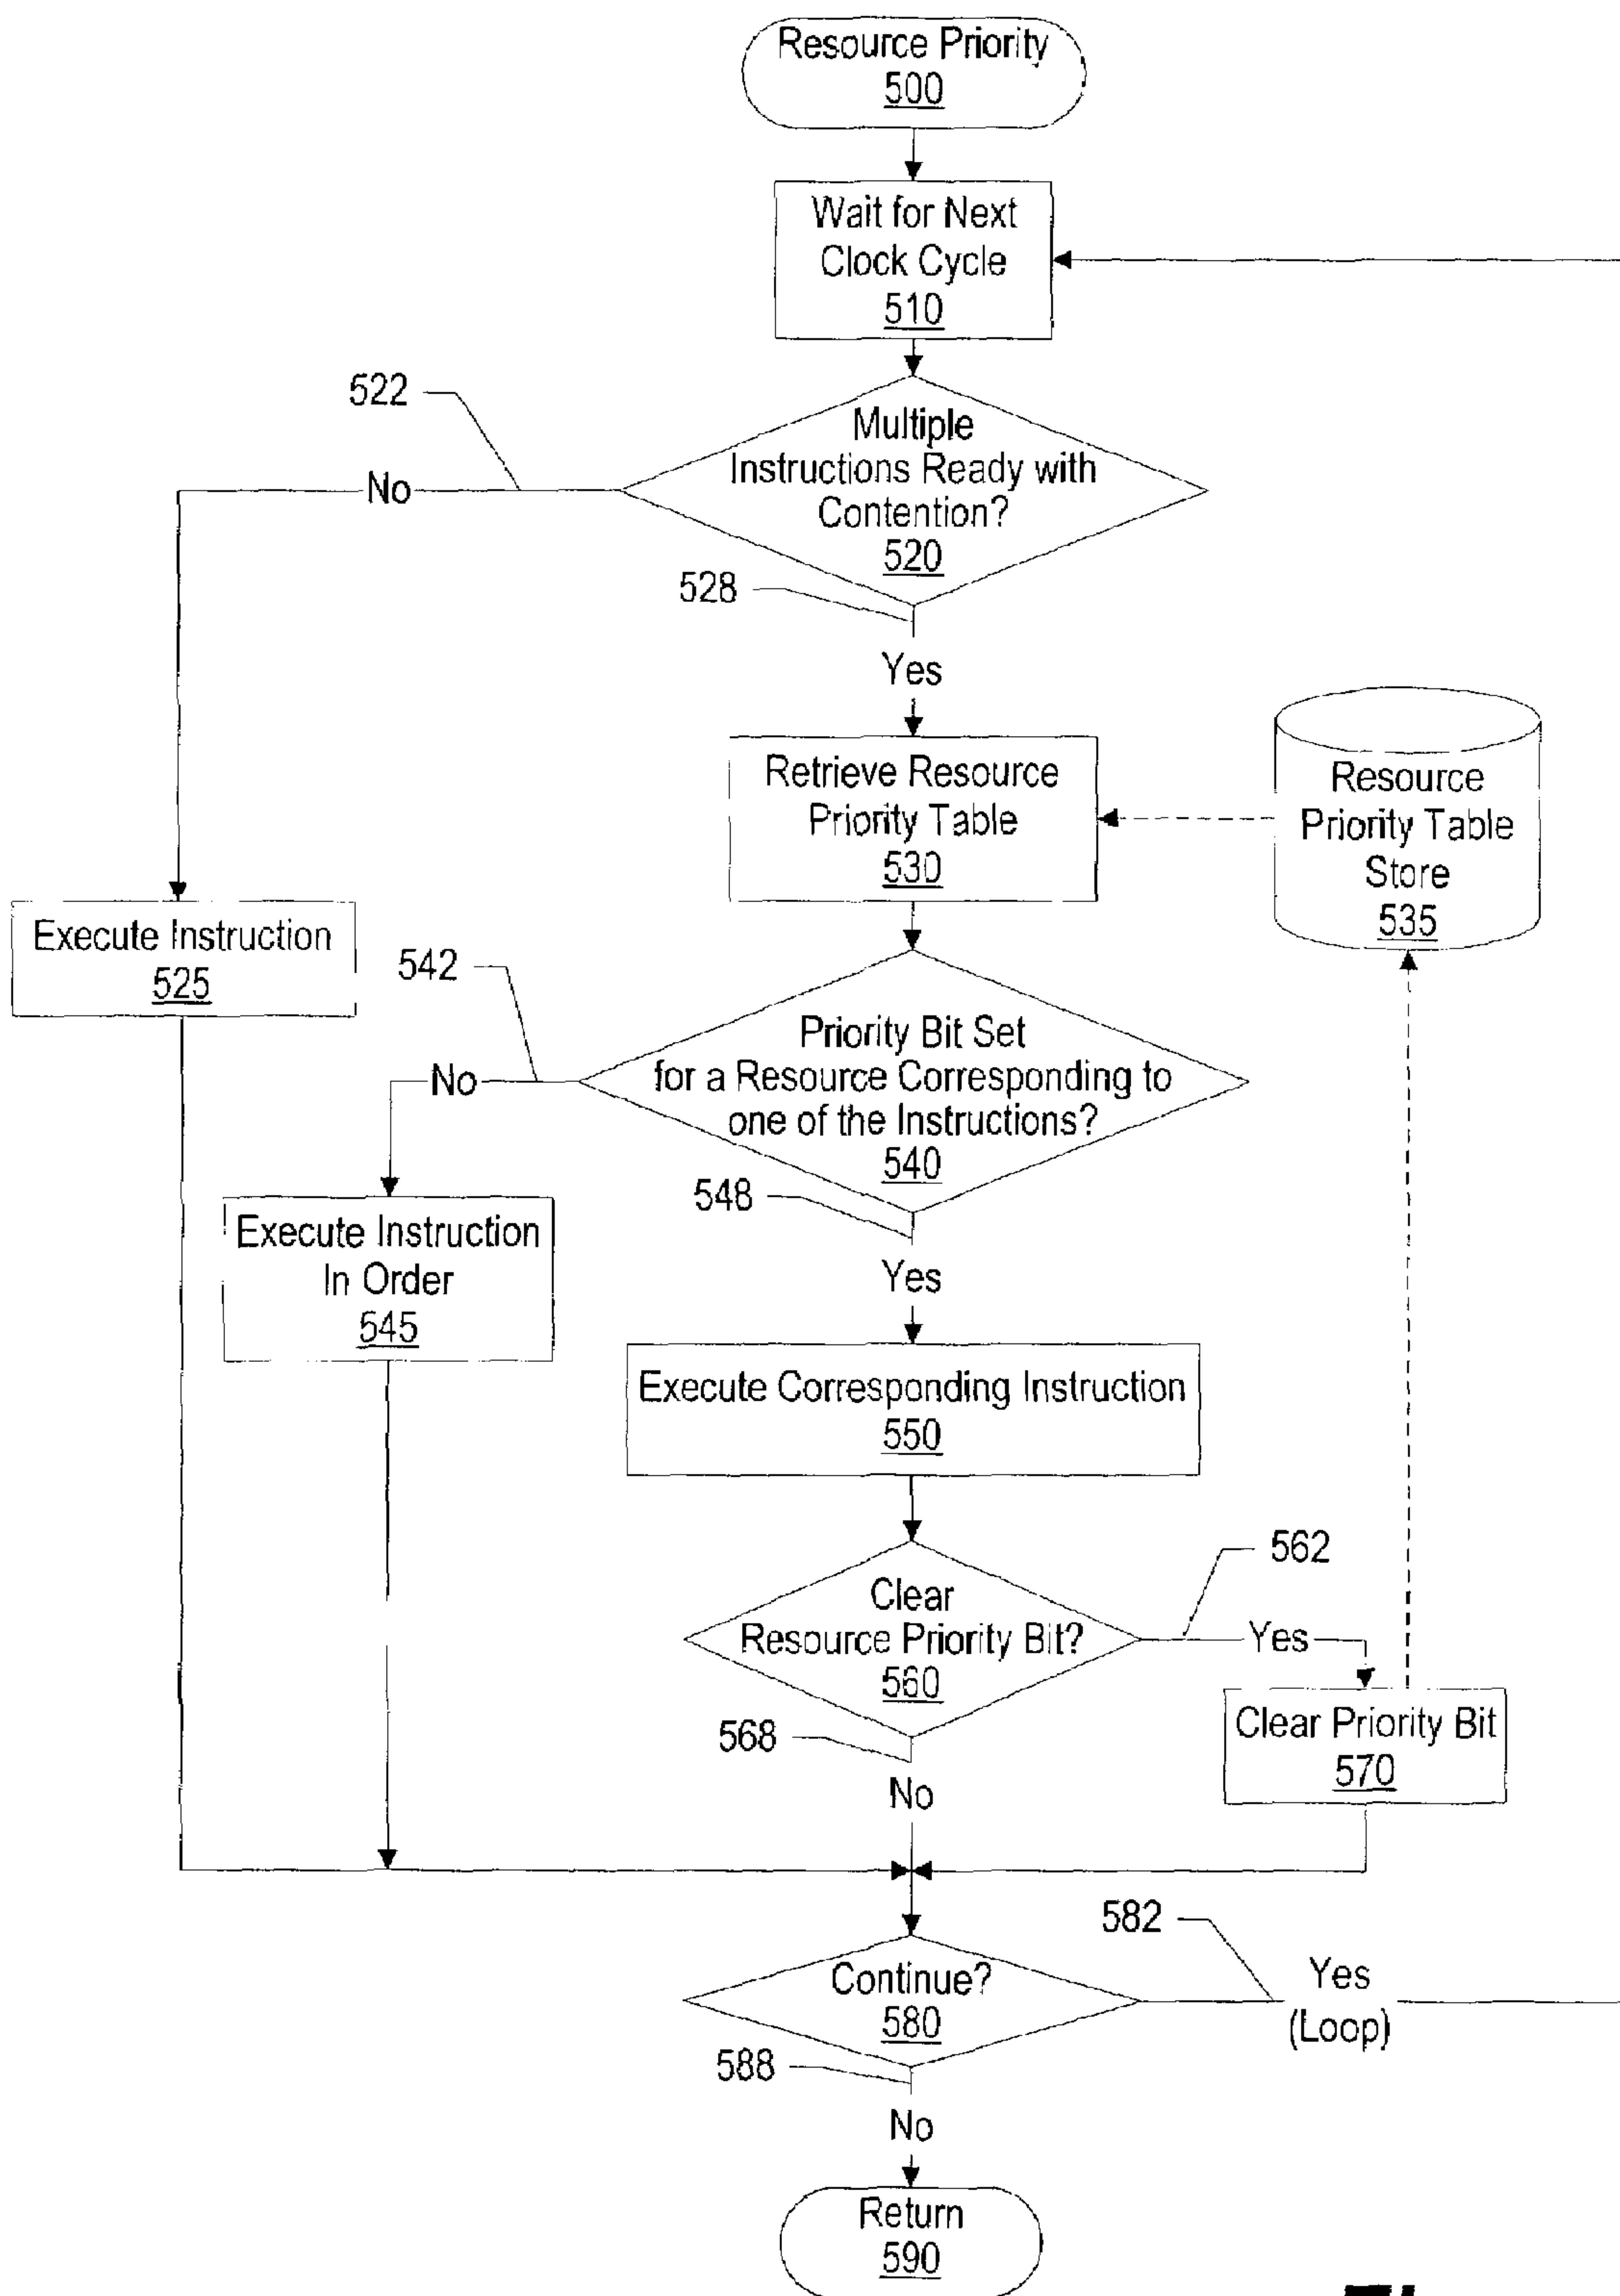 Resource Priority
500
Wait for Next
Clock Cycle
510
522
Multiple
Instructions Ready with
Contention?
520
No
528
Yes
Retrieve Resource
Priority Table
530
Resource
Priority Table
Store
535
Execute Instruction
525
542
Priority Bit Set
for a Resource Corresponding to
one of the Instructions?
540
No
548
Yes
Execute Instruction
In Order
545
Execute Corresponding Instruction
550
562
Clear
Resource Priority Bit?
560
Yes
568
No
Clear Priority Bit
570
582
Continue?
580
Yes
(Loop)
588
No
Return
590